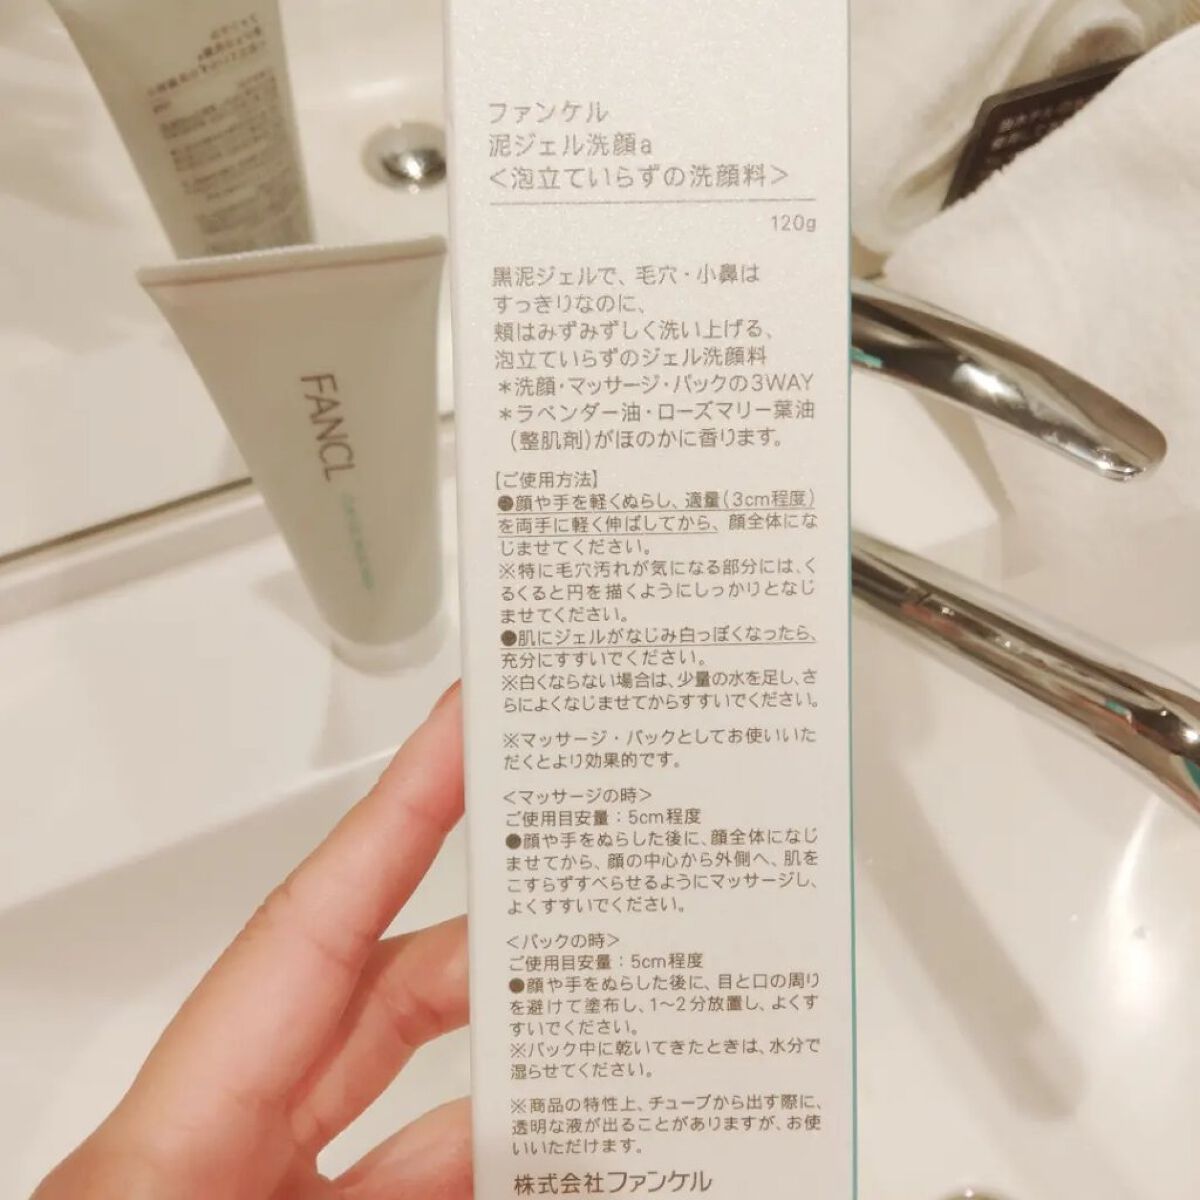 ファンケル
泥ジェル洗顔a
＜泡立ていらずの洗顔料＞
120g
黒泥ジェルで、毛穴・小鼻は
すっきりなのに、
頬はみずみずしく洗い上げる、
泡立ていらずのジェル洗顔料
＊洗顔・マッサージ・パックの3WAY
＊ラベンダー油・ローズマリー葉油
（整肌剤）がほのかに香ります。
【ご使用方法】
●顔や手を軽くぬらし、適量（3cm程度）
を両手に軽く伸ばしてから、顔全体にな
じませてください。
※特に毛穴汚れが気になる部分には、く
るくると円を描くようにしっかりとなじ
ませてください。
●肌にジェルがなじみ白っぽくなったら、
充分にすすいでください。
※白くならない場合は、少量の水を足し、さ
らによくなじませてからすすいでください。
※マッサージ・パックとしてお使いいた
だくとより効果的です。
＜マッサージの時＞
ご使用目安量：5cm程度
●顔や手をぬらした後に、顔全体になじ
ませてから、顔の中心から外側へ、肌を
こすらずすべらせるようにマッサージし、
よくすすいでください。
＜パックの時＞
ご使用目安量：5cm程度
●顔や手をぬらした後に、目と口の周り
を避けて塗布し、1〜2分放置し、よくす
すいでください。
※パック中に乾いてきたときは、水分で
湿らせてください。
※商品の特性上、チューブから出す際に、
透明な液が出ることがありますが、お使
いいただけます。
株式会社ファンケル
FANCL